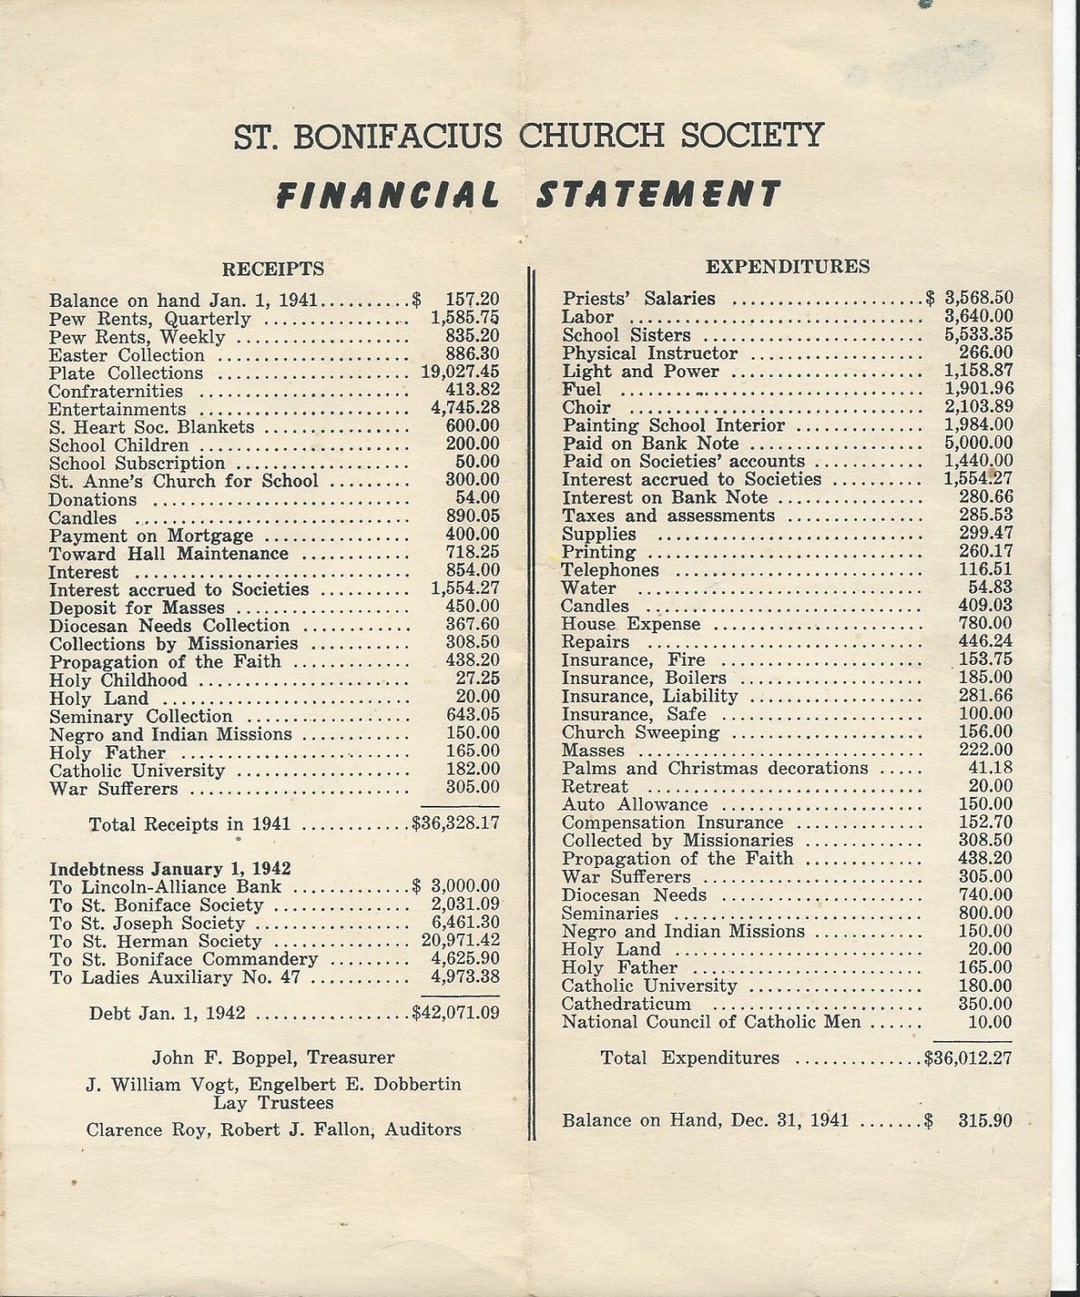 ST. BONIFACIUS CHURCH SOCIETY
FINANCIAL STATEMENT
RECEIPTS
Balance on hand Jan. 1, 1941..........$ 157.20
Pew Rents, Quarterly ................ 1,585.75
Pew Rents, Weekly ................... 835.20
Easter Collection .................... 886.30
Plate Collections ..................... 19,027.45
Confraternities ....................... 413.82
Entertainments ...................... 4,745.28
S. Heart Soc. Blankets ................ 600.00
School Children ...................... 200.00
School Subscription ................... 50.00
St. Anne's Church for School ......... 300.00
Donations ........................... 54.00
Candles ............................. 890.05
Payment on Mortgage ................. 400.00
Toward Hall Maintenance ............ 718.25
Interest ............................. 854.00
Interest accrued to Societies .......... 1,554.27
Deposit for Masses ................... 450.00
Diocesan Needs Collection ............ 367.60
Collections by Missionaries ............ 308.50
Propagation of the Faith ............. 438.20
Holy Childhood ...................... 27.25
Holy Land .......................... 20.00
Seminary Collection .................. 643.05
Negro and Indian Missions ............ 150.00
Holy Father ......................... 165.00
Catholic University ................... 182.00
War Sufferers ........................ 305.00
Total Receipts in 1941 ............$36,328.17
Indebtness January 1, 1942
To Lincoln-Alliance Bank ............$ 3,000.00
To St. Boniface Society ............... 2,031.09
To St. Joseph Society ................. 6,461.30
To St. Herman Society ............... 20,971.42
To St. Boniface Commandery ......... 4,625.90
To Ladies Auxiliary No. 47 ........... 4,973.38
Debt Jan. 1, 1942 .................$42,071.09
John F. Boppel, Treasurer
J. William Vogt, Engelbert E. Dobbertin
Lay Trustees
Clarence Roy, Robert J. Fallon, Auditors
EXPENDITURES
Priests' Salaries .....................$ 3,568.50
Labor ................................ 3,640.00
School Sisters ........................ 5,533.35
Physical Instructor ................... 266.00
Light and Power ..................... 1,158.87
Fuel ................................. 1,901.96
Choir ................................ 2,103.89
Painting School Interior .............. 1,984.00
Paid on Bank Note ................... 5,000.00
Paid on Societies' accounts ............ 1,440.00
Interest accrued to Societies .......... 1,554.27
Interest on Bank Note ................ 280.66
Taxes and assessments ............... 285.53
Supplies ............................. 299.47
Printing ............................. 260.17
Telephones .......................... 116.51
Water ............................... 54.83
Candles ............................. 409.03
House Expense ...................... 780.00
Repairs ............................. 446.24
Insurance, Fire ...................... 153.75
Insurance, Boilers .................... 185.00
Insurance, Liability ................... 281.66
Insurance, Safe ...................... 100.00
Church Sweeping ..................... 156.00
Masses .............................. 222.00
Palms and Christmas decorations ..... 41.18
Retreat ............................. 20.00
Auto Allowance ...................... 150.00
Compensation Insurance .............. 152.70
Collected by Missionaries ............. 308.50
Propagation of the Faith ............. 438.20
War Sufferers ........................ 305.00
Diocesan Needs ...................... 740.00
Seminaries .......................... 800.00
Negro and Indian Missions ............ 150.00
Holy Land .......................... 20.00
Holy Father ......................... 165.00
Catholic University ................... 180.00
Cathedraticum ....................... 350.00
National Council of Catholic Men ...... 10.00
Total Expenditures .............$36,012.27
Balance on Hand, Dec. 31, 1941 .......$ 315.90